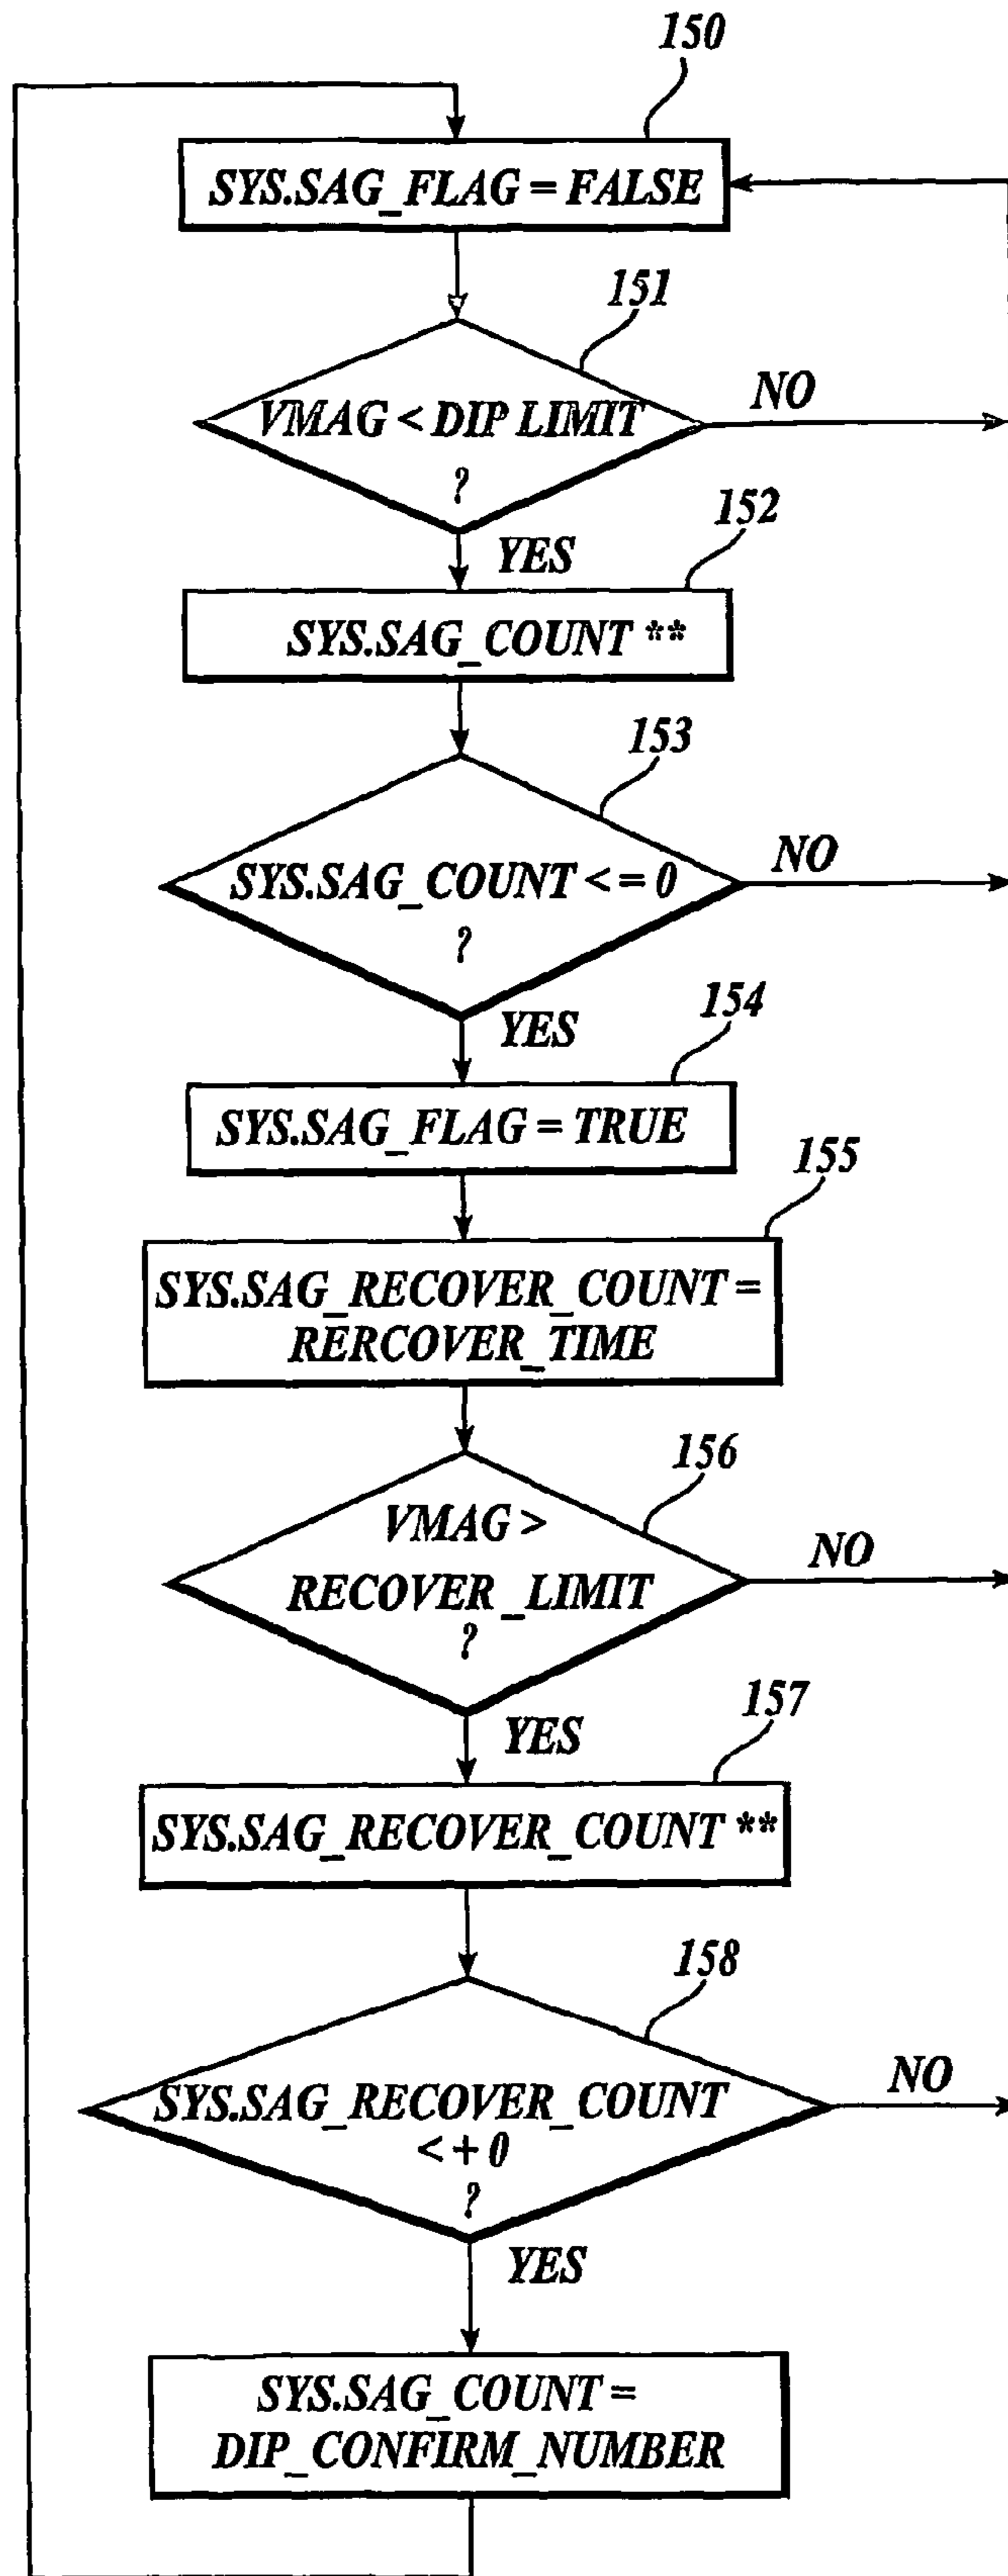 150
SYS.SAG_FLAG = FALSE
151
VMAG < DIP LIMIT
?
NO
YES
152
SYS.SAG_COUNT **
153
SYS.SAG_COUNT < = 0
?
NO
YES
154
SYS.SAG_FLAG = TRUE
155
SYS.SAG_RECOVER_COUNT =
RERCOVER_TIME
156
VMAG >
RECOVER_LIMIT
?
NO
YES
157
SYS.SAG_RECOVER_COUNT **
158
SYS.SAG_RECOVER_COUNT
< + 0
?
NO
YES
SYS.SAG_COUNT =
DIP_CONFIRM_NUMBER